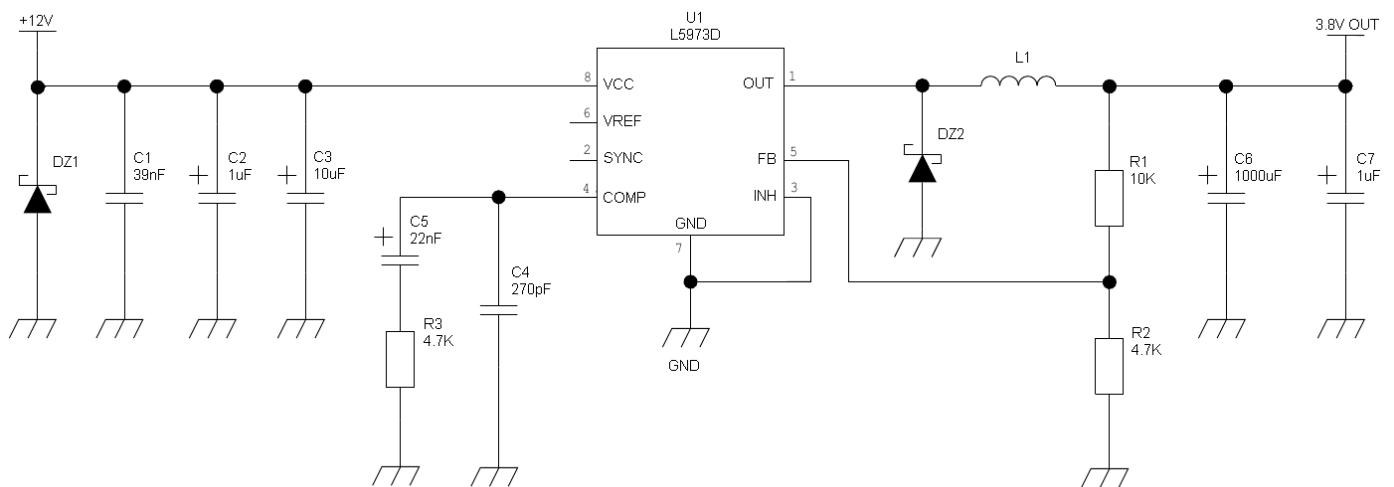 +12V
U1
L5973D
3.8V OUT
L1
8
VCC
OUT
1
6
VREF
DZ1
C1
39nF
C2
1uF
C3
10uF
2
SYNC
FB
5
DZ2
R1
10K
C6
1000uF
C7
1uF
4
COMP
INH
3
GND
7
C5
22nF
C4
270pF
R3
4.7K
R2
4.7K
GND